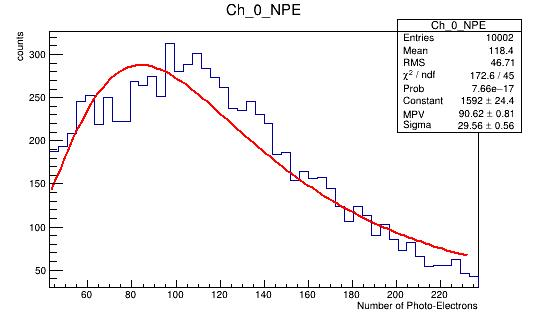 Ch_0_NPE
Ch_0_NPE
Entries 10002
Mean 118.4
RMS 46.71
χ² / ndf 172.6 / 45
Prob 7.66e−17
Constant 1592 ± 24.4
MPV 90.62 ± 0.81
Sigma 29.56 ± 0.56
counts
300
250
200
150
100
50
60 80 100 120 140 160 180 200 220
Number of Photo-Electrons